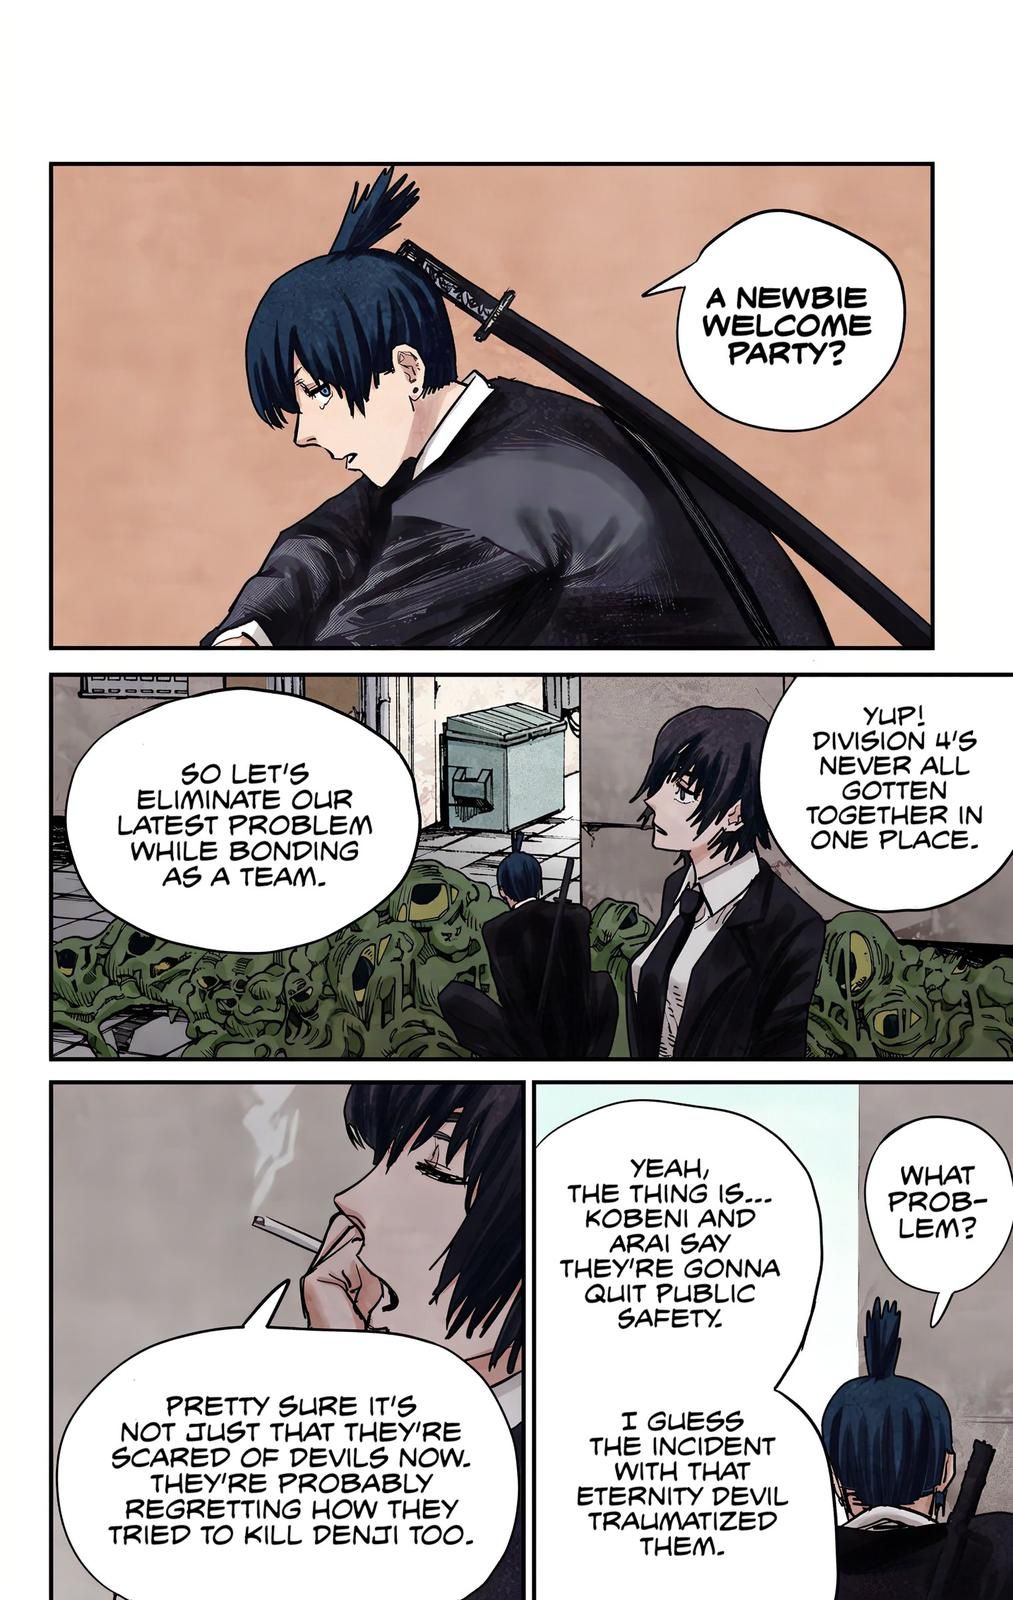 A NEWBIE
WELCOME
PARTY?
YUP!
DIVISION 4'S
NEVER ALL
GOTTEN
TOGETHER IN
ONE PLACE.
SO LET'S
ELIMINATE OUR
LATEST PROBLEM
WHILE BONDING
AS A TEAM.
WHAT
PROB-
LEM?
YEAH,
THE THING IS...
KOBENI AND
ARAI SAY
THEY'RE GONNA
QUIT PUBLIC
SAFETY.
I GUESS
THE INCIDENT
WITH THAT
ETERNITY DEVIL
TRAUMATIZED
THEM.
PRETTY SURE IT'S
NOT JUST THAT THEY'RE
SCARED OF DEVILS NOW.
THEY'RE PROBABLY
REGRETTING HOW THEY
TRIED TO KILL DENJI TOO.